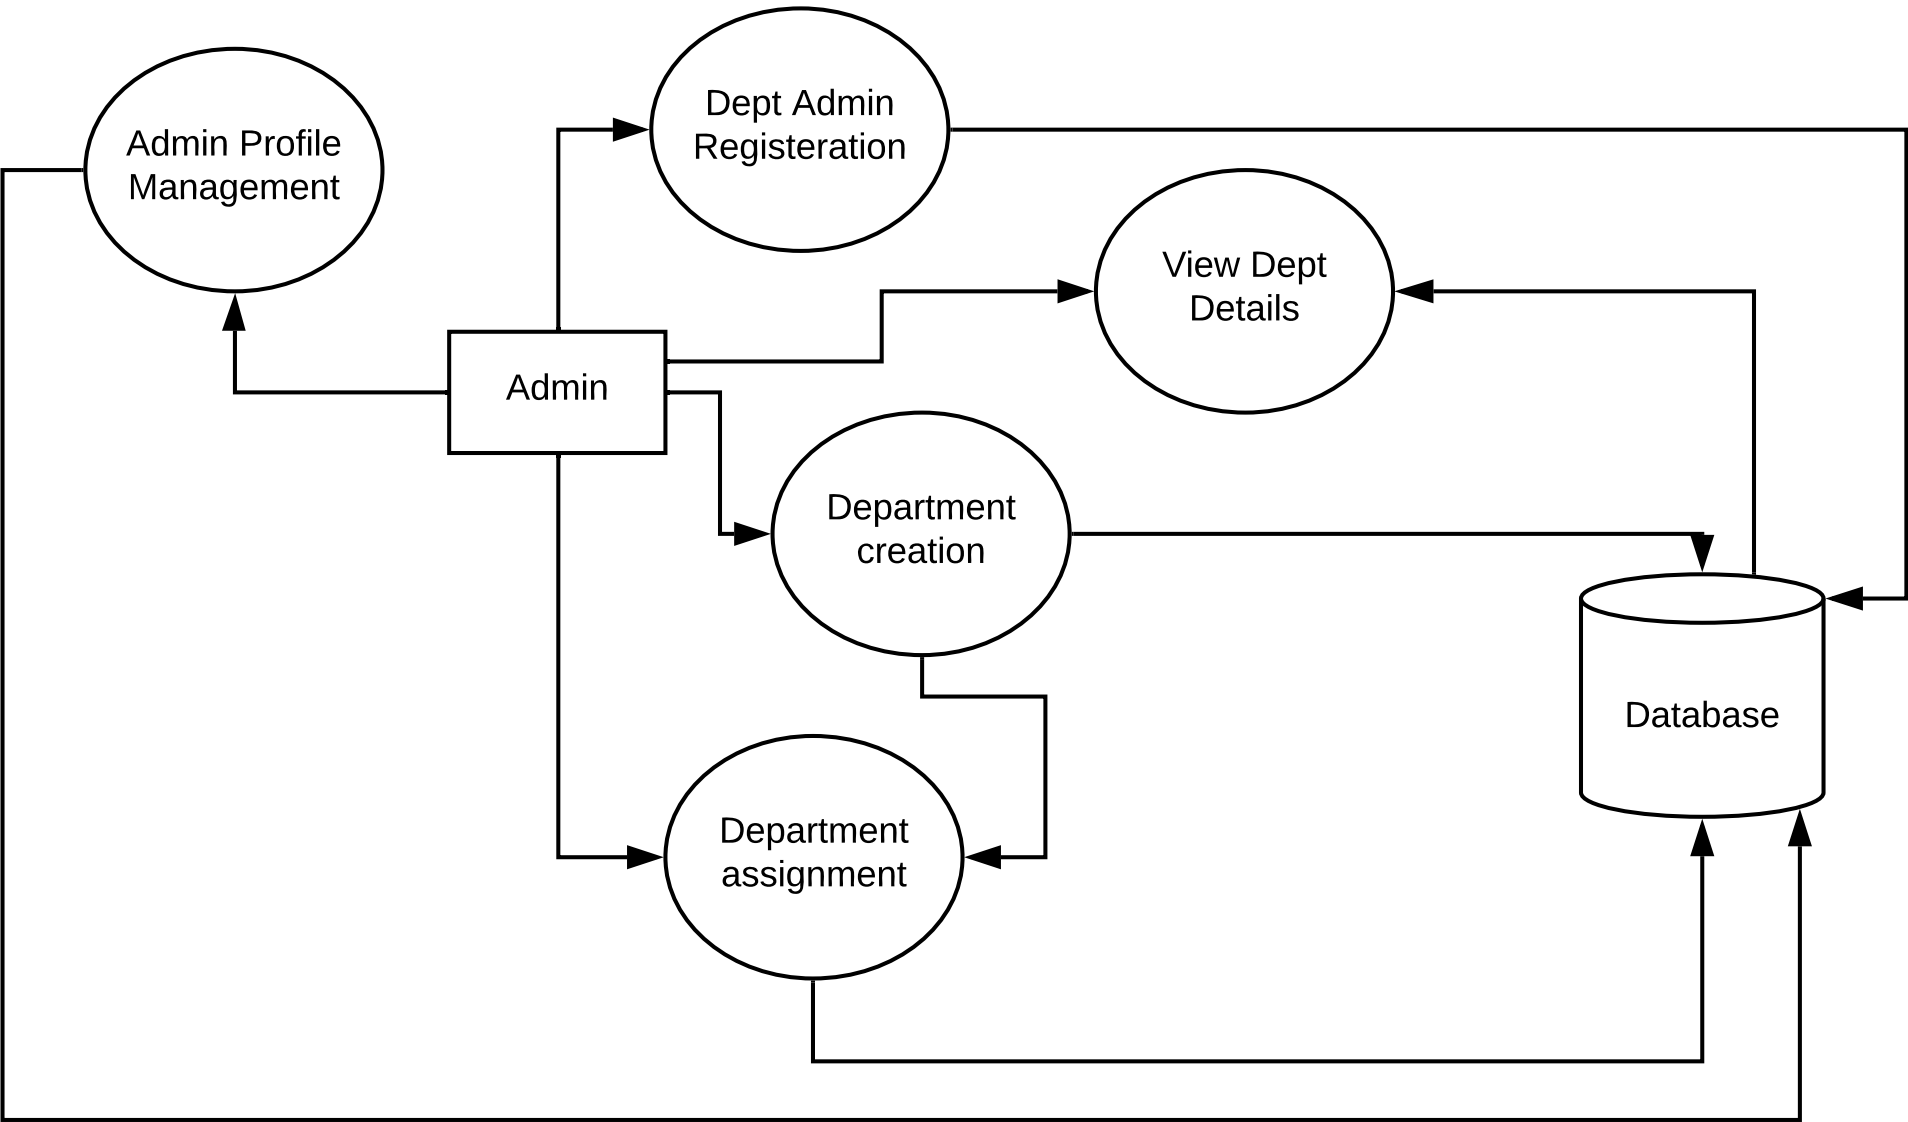 Dept Admin
Registeration
Admin Profile
Management
View Dept
Details
Admin
Department
creation
Database
Department
assignment